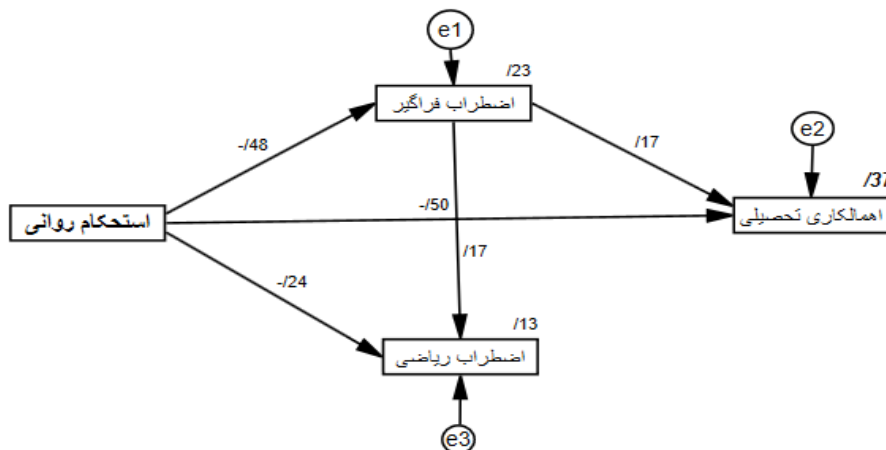 e1
/23
اضطراب فراگیر
-/48
/17
e2
/37
استحکام روانی
-/50
اهمالکاری تحصیلی
-/24
/17
/13
اضطراب ریاضی
e3